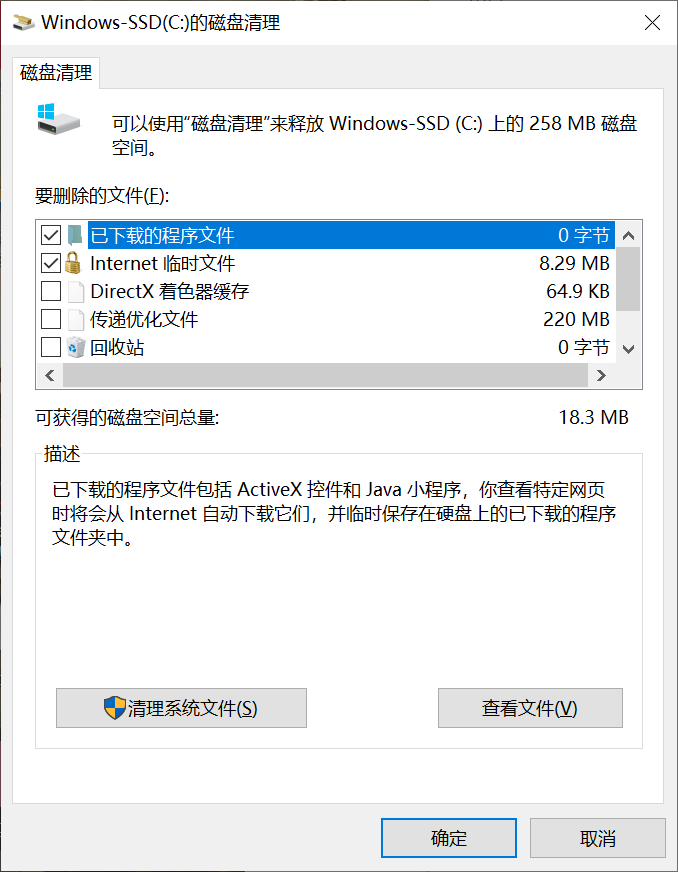 Windows-SSD(C:)的磁盘清理
磁盘清理
可以使用“磁盘清理”来释放 Windows-SSD (C:) 上的 258 MB 磁盘
空间。
要删除的文件(F):
已下载的程序文件 0 字节
Internet 临时文件 8.29 MB
DirectX 着色器缓存 64.9 KB
传递优化文件 220 MB
回收站 0 字节
可获得的磁盘空间总量: 18.3 MB
描述
已下载的程序文件包括 ActiveX 控件和 Java 小程序，你查看特定网页
时将会从 Internet 自动下载它们，并临时保存在硬盘上的已下载的程序
文件夹中。
清理系统文件(S) 查看文件(V)
确定 取消